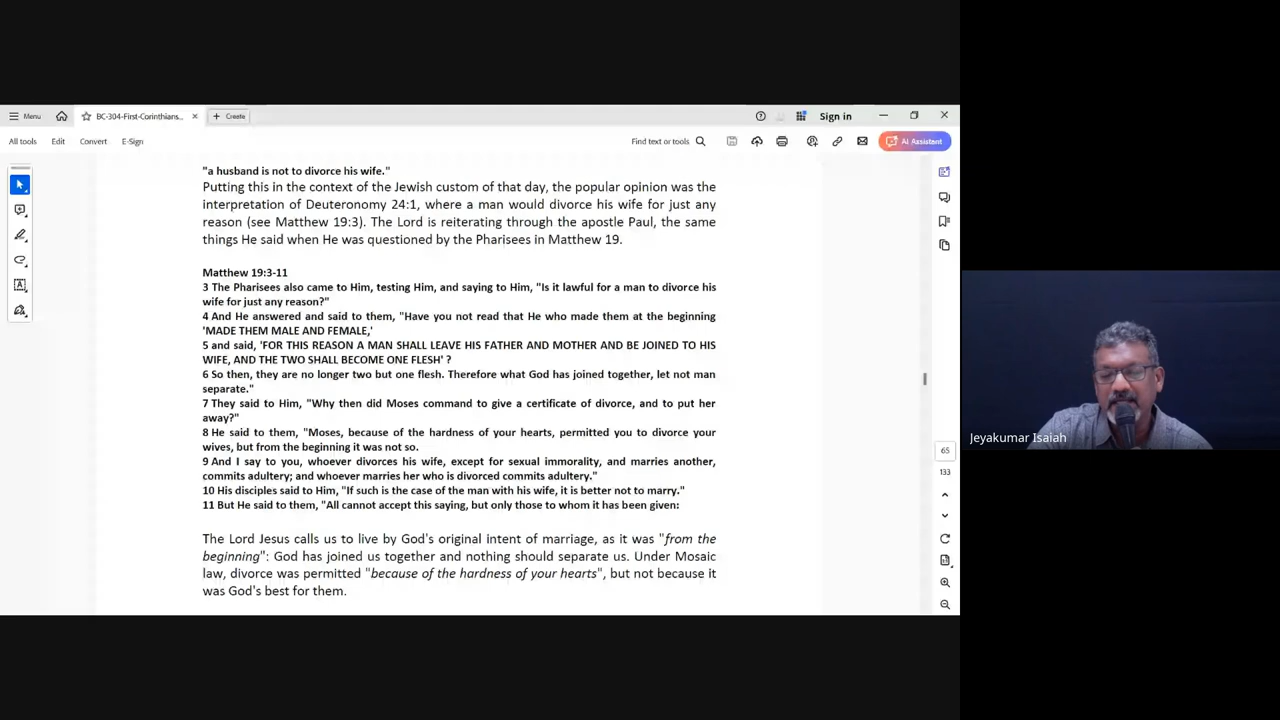 Menu
BC-304-First-Corinthians...
Create
Sign in
All tools
Edit
Convert
E-Sign
Find text or tools
AI Assistant
"a husband is not to divorce his wife."
Putting this in the context of the Jewish custom of that day, the popular opinion was the
interpretation of Deuteronomy 24:1, where a man would divorce his wife for just any
reason (see Matthew 19:3). The Lord is reiterating through the apostle Paul, the same
things He said when He was questioned by the Pharisees in Matthew 19.
Matthew 19:3-11
3 The Pharisees also came to Him, testing Him, and saying to Him, "Is it lawful for a man to divorce his
wife for just any reason?"
4 And He answered and said to them, "Have you not read that He who made them at the beginning
'MADE THEM MALE AND FEMALE,'
5 and said, 'FOR THIS REASON A MAN SHALL LEAVE HIS FATHER AND MOTHER AND BE JOINED TO HIS
WIFE, AND THE TWO SHALL BECOME ONE FLESH' ?
6 So then, they are no longer two but one flesh. Therefore what God has joined together, let not man
separate."
7 They said to Him, "Why then did Moses command to give a certificate of divorce, and to put her
away?"
8 He said to them, "Moses, because of the hardness of your hearts, permitted you to divorce your
wives, but from the beginning it was not so.
9 And I say to you, whoever divorces his wife, except for sexual immorality, and marries another,
commits adultery; and whoever marries her who is divorced commits adultery."
10 His disciples said to Him, "If such is the case of the man with his wife, it is better not to marry."
11 But He said to them, "All cannot accept this saying, but only those to whom it has been given:
The Lord Jesus calls us to live by God's original intent of marriage, as it was "from the
beginning": God has joined us together and nothing should separate us. Under Mosaic
law, divorce was permitted "because of the hardness of your hearts", but not because it
was God's best for them.
65
133
Jeyakumar Isaiah